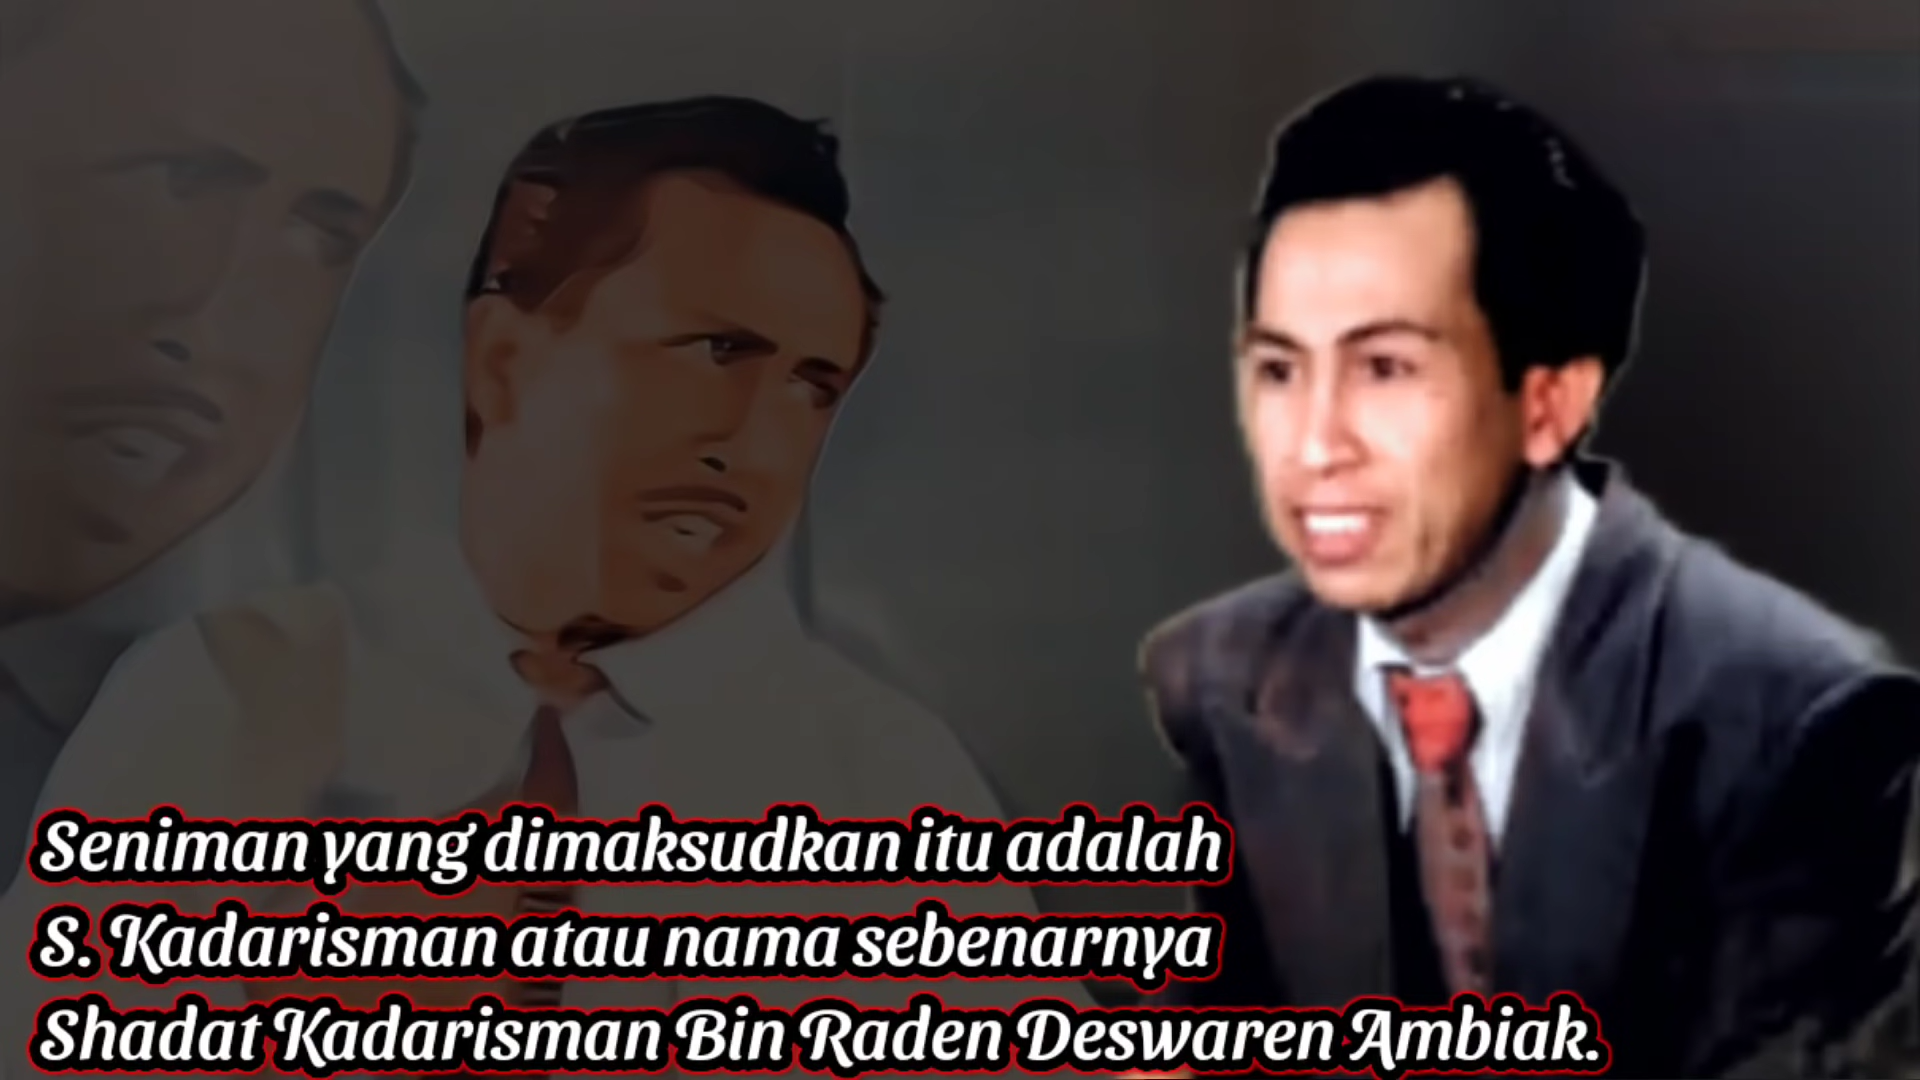 Seniman yang dimaksudkan itu adalah
S. Kadarisman atau nama sebenarnya
Shadat Kadarisman Bin Raden Deswaren Ambiak.